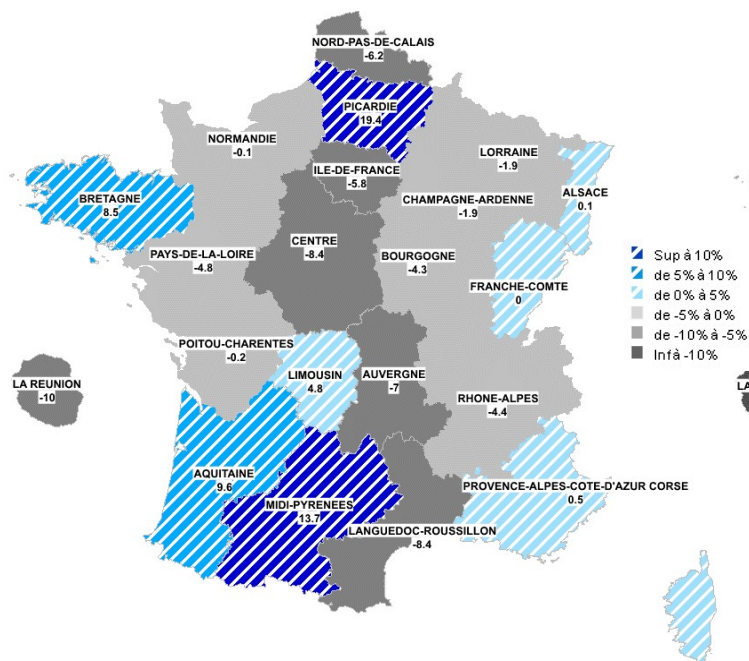 NORD-PAS-DE-CALAIS
-6.2
PICARDIE
19.4
NORMANDIE
-0.1
LORRAINE
-1.9
ILE-DE-FRANCE
-5.8
ALSACE
0.1
BRETAGNE
8.5
CHAMPAGNE-ARDENNE
-1.9
CENTRE
-8.4
PAYS-DE-LA-LOIRE
-4.8
BOURGOGNE
-4.3
FRANCHE-COMTE
0
Sup à 10%
de 5% à 10%
de 0% à 5%
de -5% à 0%
de -10% à -5%
Inf à -10%
POITOU-CHARENTES
-0.2
LIMOUSIN
4.8
AUVERGNE
-7
LA REUNION
-10
LA
RHONE-ALPES
-4.4
AQUITAINE
9.6
PROVENCE-ALPES-COTE-D'AZUR CORSE
0.5
MIDI-PYRENEES
13.7
LANGUEDOC-ROUSSILLON
-8.4